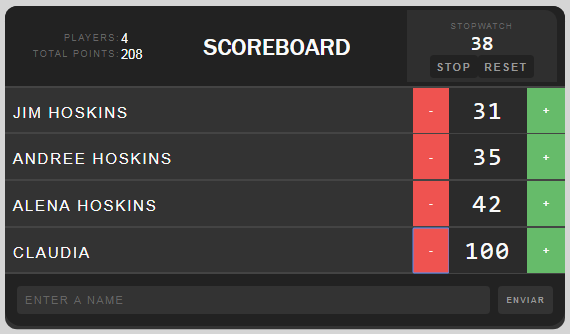 PLAYERS: 4
TOTAL POINTS: 208
SCOREBOARD
STOPWATCH
38
STOP RESET
JIM HOSKINS - 31 +
ANDREE HOSKINS - 35 +
ALENA HOSKINS - 42 +
CLAUDIA - 100 +
ENTER A NAME ENVIAR